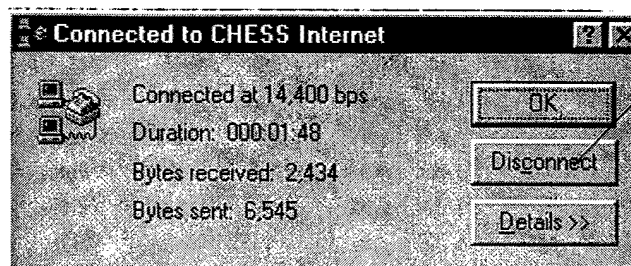 Connected to CHESS Internet
Connected at 14,400 bps
Duration: 000:01:48
Bytes received: 2,434
Bytes sent: 6,545
OK
Disconnect
Details >>